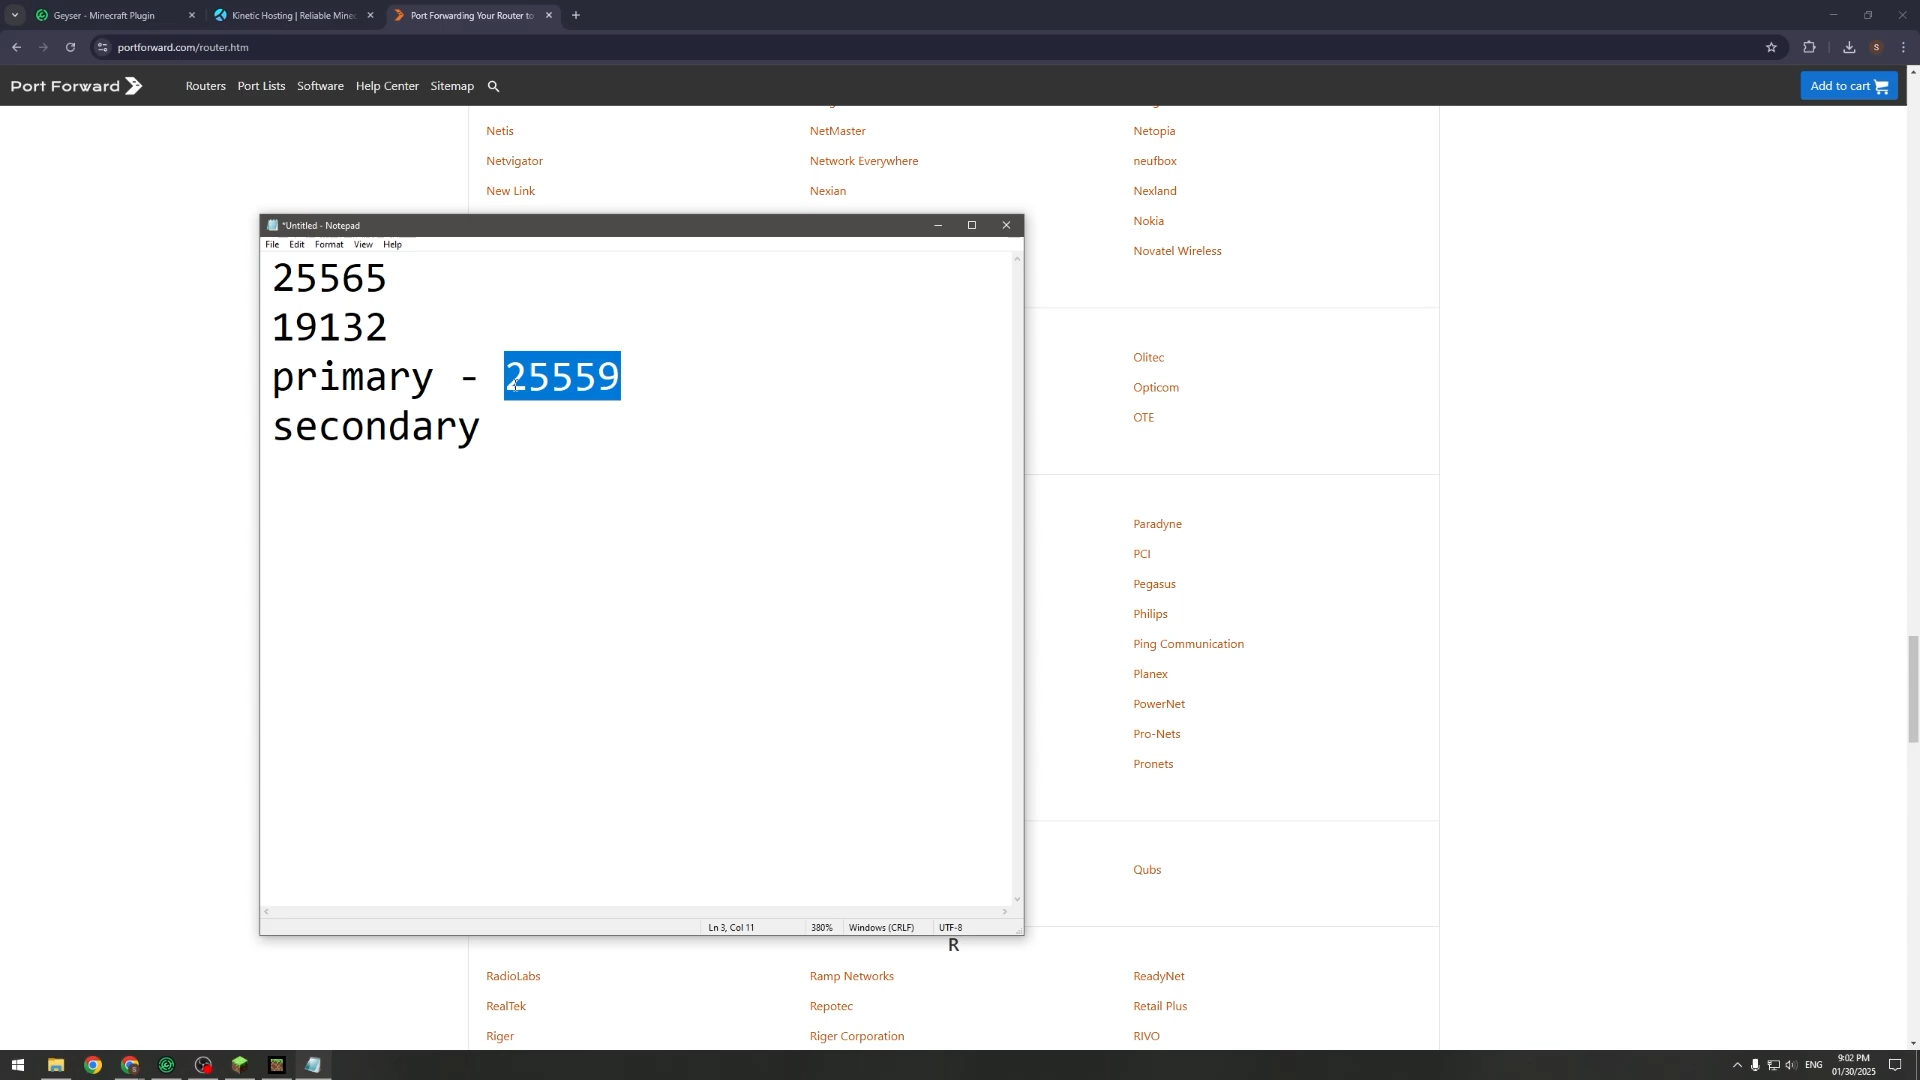 Geyser - Minecraft Plugin
Kinetic Hosting | Reliable Minec
Port Forwarding Your Router to
portforward.com/router.htm
S
Port Forward
Routers
Port Lists
Software
Help Center
Sitemap
Add to cart
Netis
NetMaster
Netopia
Netvigator
Network Everywhere
neufbox
New Link
Nexian
Nexland
Nokia
Novatel Wireless
*Untitled - Notepad
File Edit Format View Help
25565
19132
primary - 25559
secondary
Ln 3, Col 11
380%
Windows (CRLF)
UTF-8
Olitec
Opticom
OTE
Paradyne
PCI
Pegasus
Philips
Ping Communication
Planex
PowerNet
Pro-Nets
Pronets
Qubs
R
RadioLabs
Ramp Networks
ReadyNet
RealTek
Repotec
Retail Plus
Riger
Riger Corporation
RIVO
ENG
9:02 PM
01/30/2025